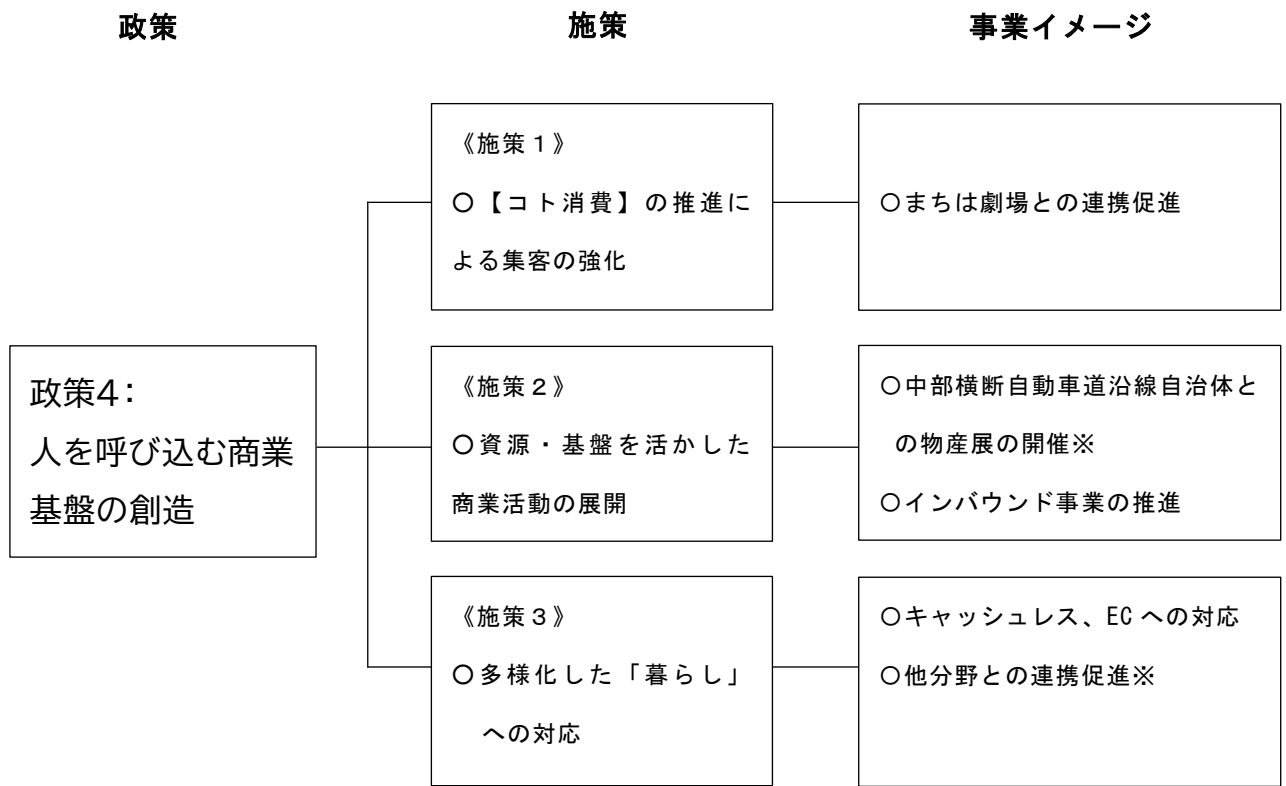 政策 施策 事業イメージ
政策4：
人を呼び込む商業
基盤の創造
《施策１》
○【コト消費】の推進に
よる集客の強化
○まちは劇場との連携促進
《施策２》
○資源・基盤を活かした
商業活動の展開
○中部横断自動車道沿線自治体と
の物産展の開催※
○インバウンド事業の推進
《施策３》
○多様化した「暮らし」
への対応
○キャッシュレス、EC への対応
○他分野との連携促進※